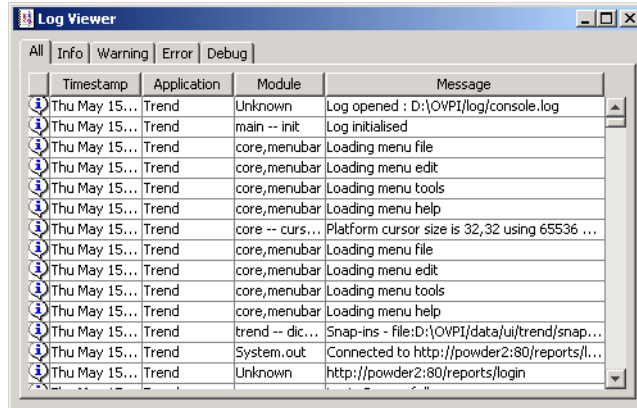 Log Viewer
All Info Warning Error Debug
Timestamp Application Module Message
Thu May 15... Trend Unknown Log opened : D:\OVPI/log/console.log
Thu May 15... Trend main -- init Log initialised
Thu May 15... Trend core,menubar Loading menu file
Thu May 15... Trend core,menubar Loading menu edit
Thu May 15... Trend core,menubar Loading menu tools
Thu May 15... Trend core,menubar Loading menu help
Thu May 15... Trend core -- curs... Platform cursor size is 32,32 using 65536 ...
Thu May 15... Trend core,menubar Loading menu file
Thu May 15... Trend core,menubar Loading menu edit
Thu May 15... Trend core,menubar Loading menu tools
Thu May 15... Trend core,menubar Loading menu help
Thu May 15... Trend trend -- dic... Snap-ins - file:D:\OVPI/data/ui/trend/snap...
Thu May 15... Trend System.out Connected to http://powder2:80/reports/l...
Thu May 15... Trend Unknown http://powder2:80/reports/login